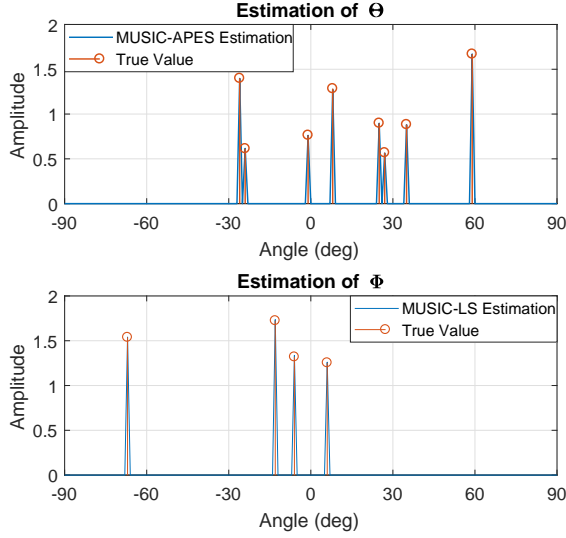 Estimation of Θ
MUSIC-APES Estimation
True Value
Amplitude
2
1.5
1
0.5
0
-90 -60 -30 0 30 60 90
Angle (deg)
Estimation of Φ
MUSIC-LS Estimation
True Value
Amplitude
2
1.5
1
0.5
0
-90 -60 -30 0 30 60 90
Angle (deg)